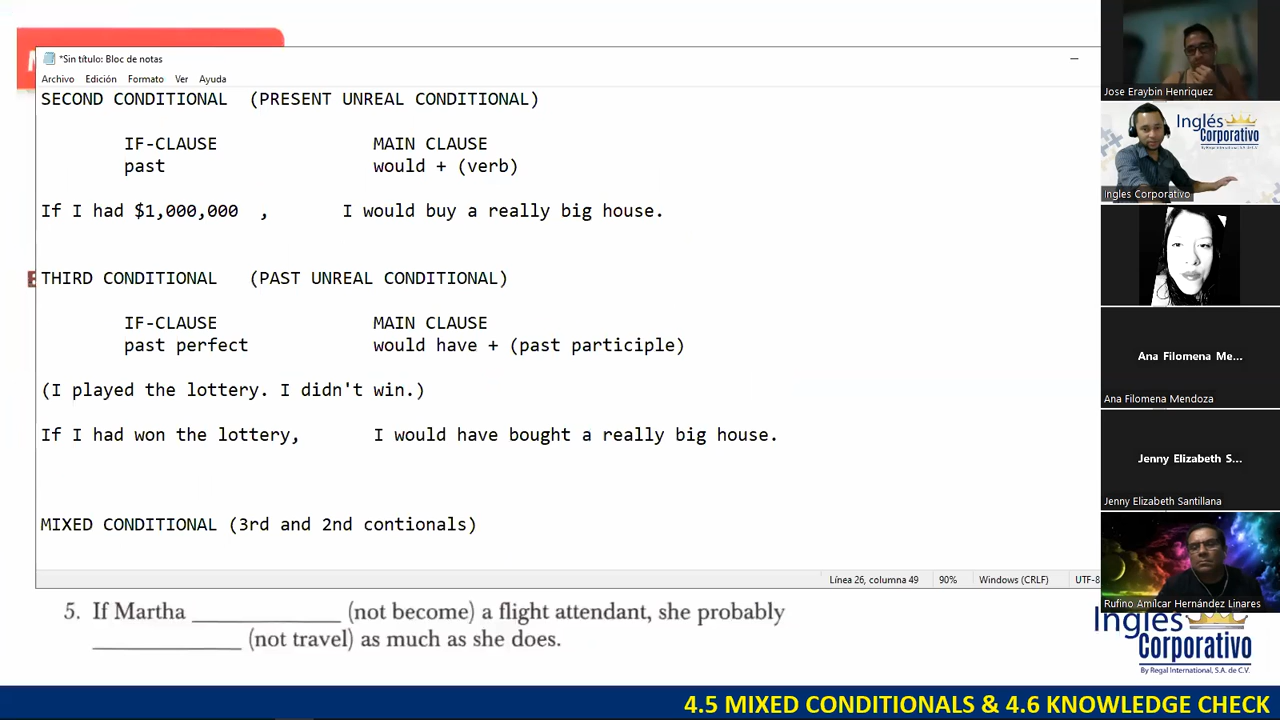 *Sin título: Bloc de notas
Archivo Edición Formato Ver Ayuda
SECOND CONDITIONAL (PRESENT UNREAL CONDITIONAL)
IF-CLAUSE MAIN CLAUSE
past would + (verb)
If I had $1,000,000 , I would buy a really big house.
THIRD CONDITIONAL (PAST UNREAL CONDITIONAL)
IF-CLAUSE MAIN CLAUSE
past perfect would have + (past participle)
(I played the lottery. I didn't win.)
If I had won the lottery, I would have bought a really big house.
MIXED CONDITIONAL (3rd and 2nd contionals)
Línea 26, columna 49 90% Windows (CRLF) UTF-8
5. If Martha ____________ (not become) a flight attendant, she probably
____________ (not travel) as much as she does.
Jose Eraybin Henriquez
Inglés
Corporativo
By Regal International, S.A. de C.V.
Ingles Corporativo
Ana Filomena Me...
Ana Filomena Mendoza
Jenny Elizabeth S...
Jenny Elizabeth Santillana
Rufino Amilcar Hernández Linares
Inglés
Corporativo
By Regal International, S.A. de C.V.
4.5 MIXED CONDITIONALS & 4.6 KNOWLEDGE CHECK